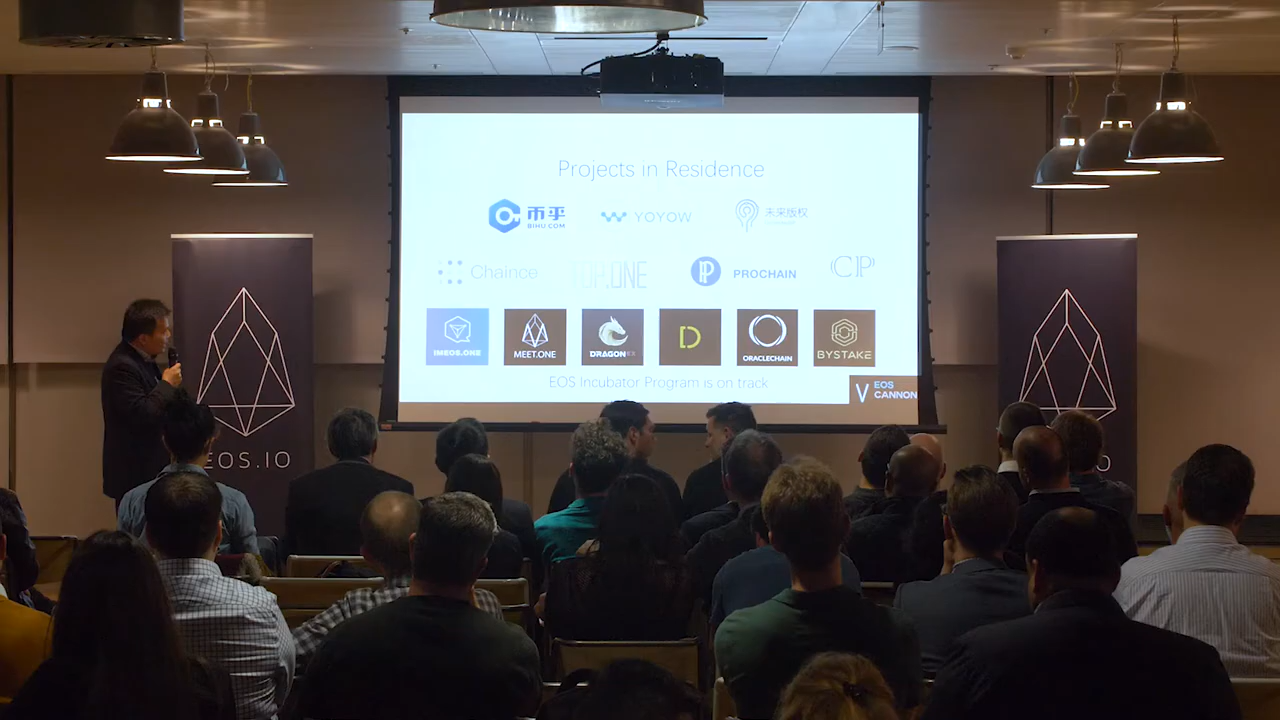 Projects in Residence
币乎
BIHU.COM
YOYOW
未来版权
Chaince
TOP.ONE
PROCHAIN
CP
IMEOS.ONE
MEET.ONE
DRAGONEX
D
ORACLECHAIN
BYSTAKE
EOS Incubator Program is on track
EOS
CANNON
EOS.IO